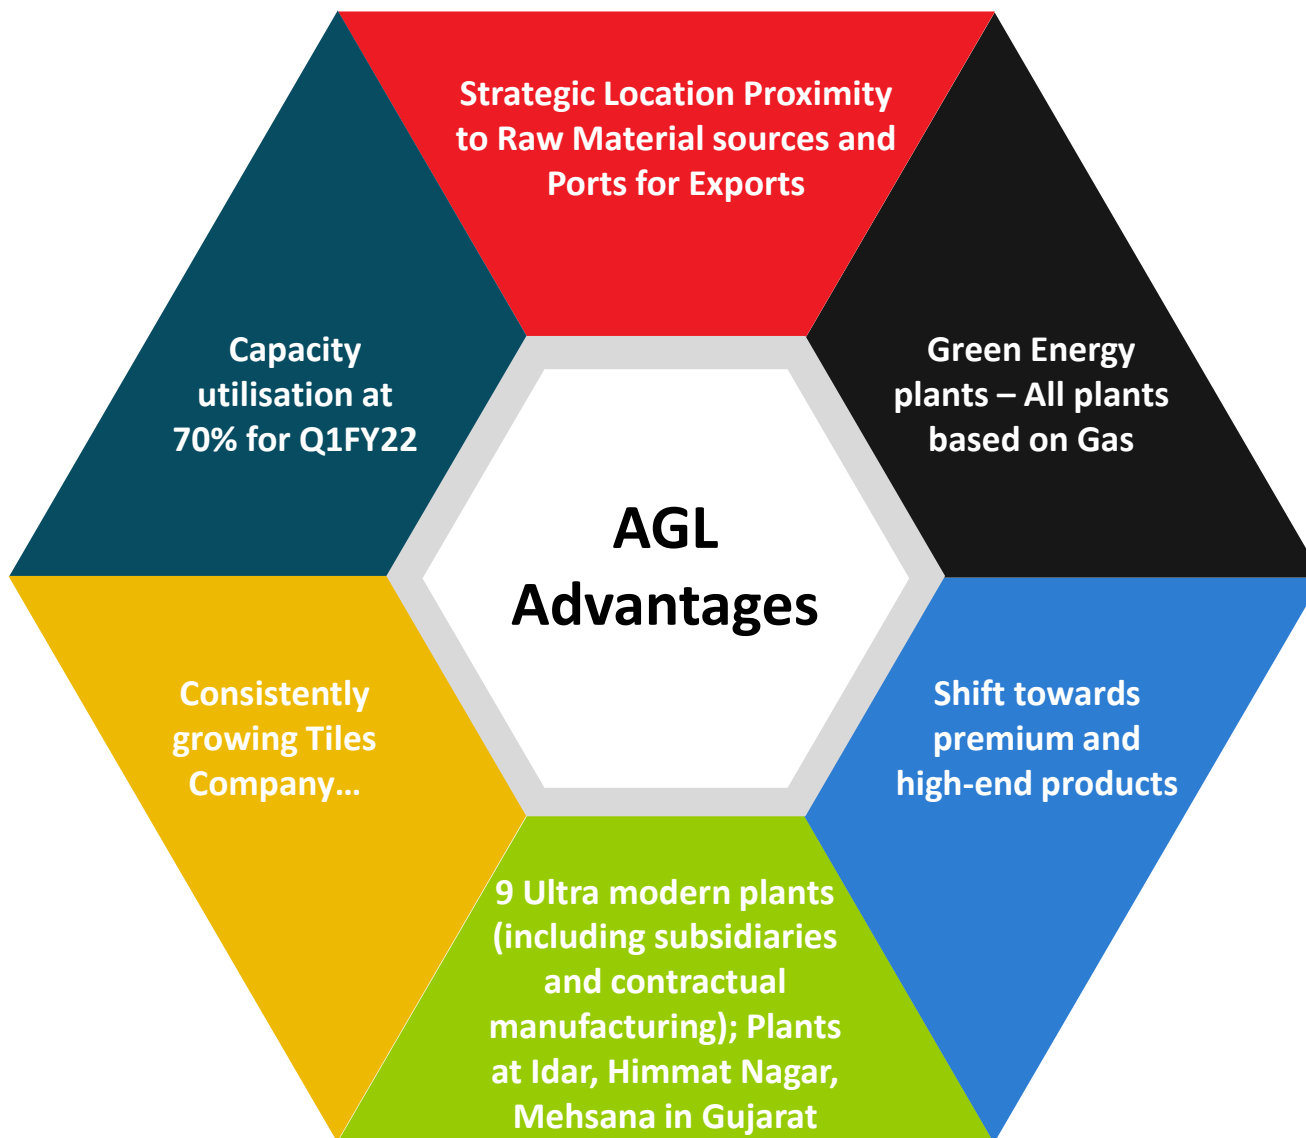 Strategic Location Proximity
to Raw Material sources and
Ports for Exports
Capacity
utilisation at
70% for Q1FY22
Green Energy
plants – All plants
based on Gas
AGL
Advantages
Consistently
growing Tiles
Company...
Shift towards
premium and
high-end products
9 Ultra modern plants
(including subsidiaries
and contractual
manufacturing); Plants
at Idar, Himmat Nagar,
Mehsana in Gujarat